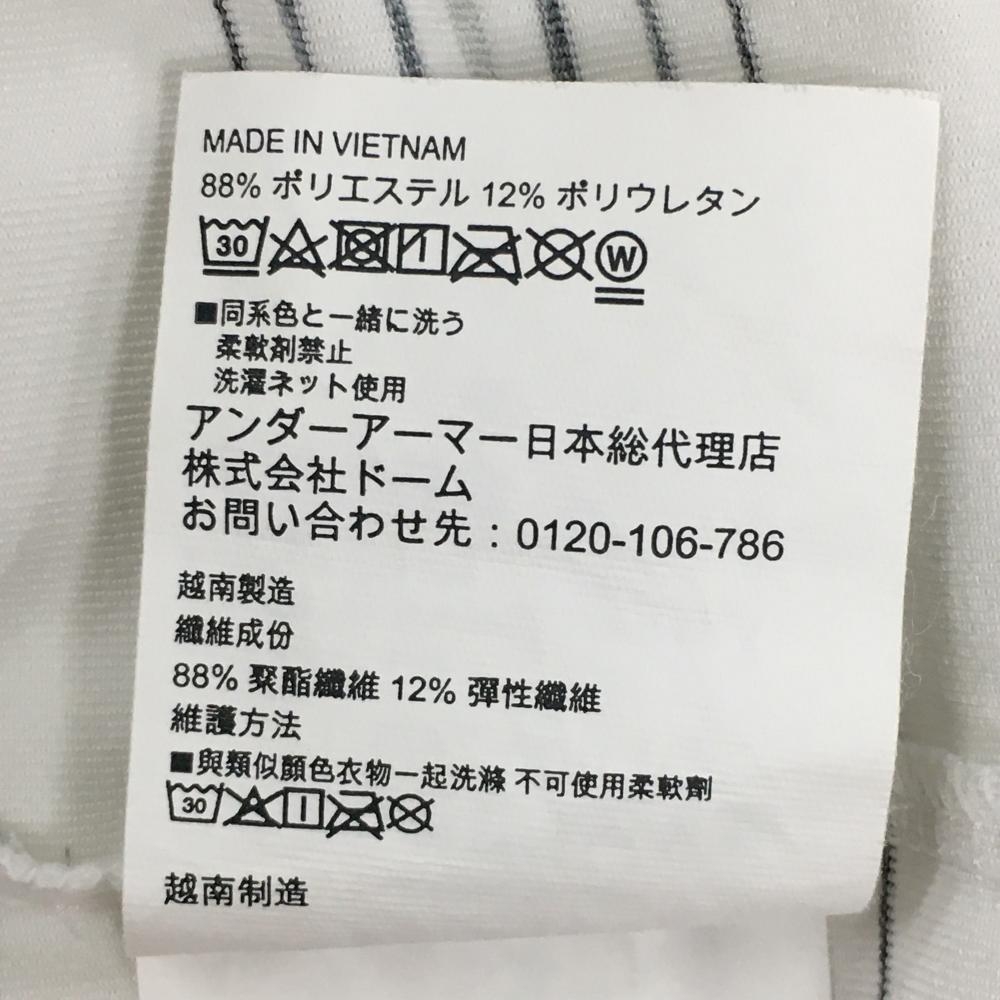 MADE IN VIETNAM
88% ポリエステル 12% ポリウレタン
30 W
■同系色と一緒に洗う
柔軟剤禁止
洗濯ネット使用
アンダーアーマー日本総代理店
株式会社ドーム
お問い合わせ先：0120-106-786
越南製造
纖維成份
88% 聚酯纖維 12% 彈性纖維
維護方法
■與類似顏色衣物一起洗滌 不可使用柔軟劑
30
越南制造